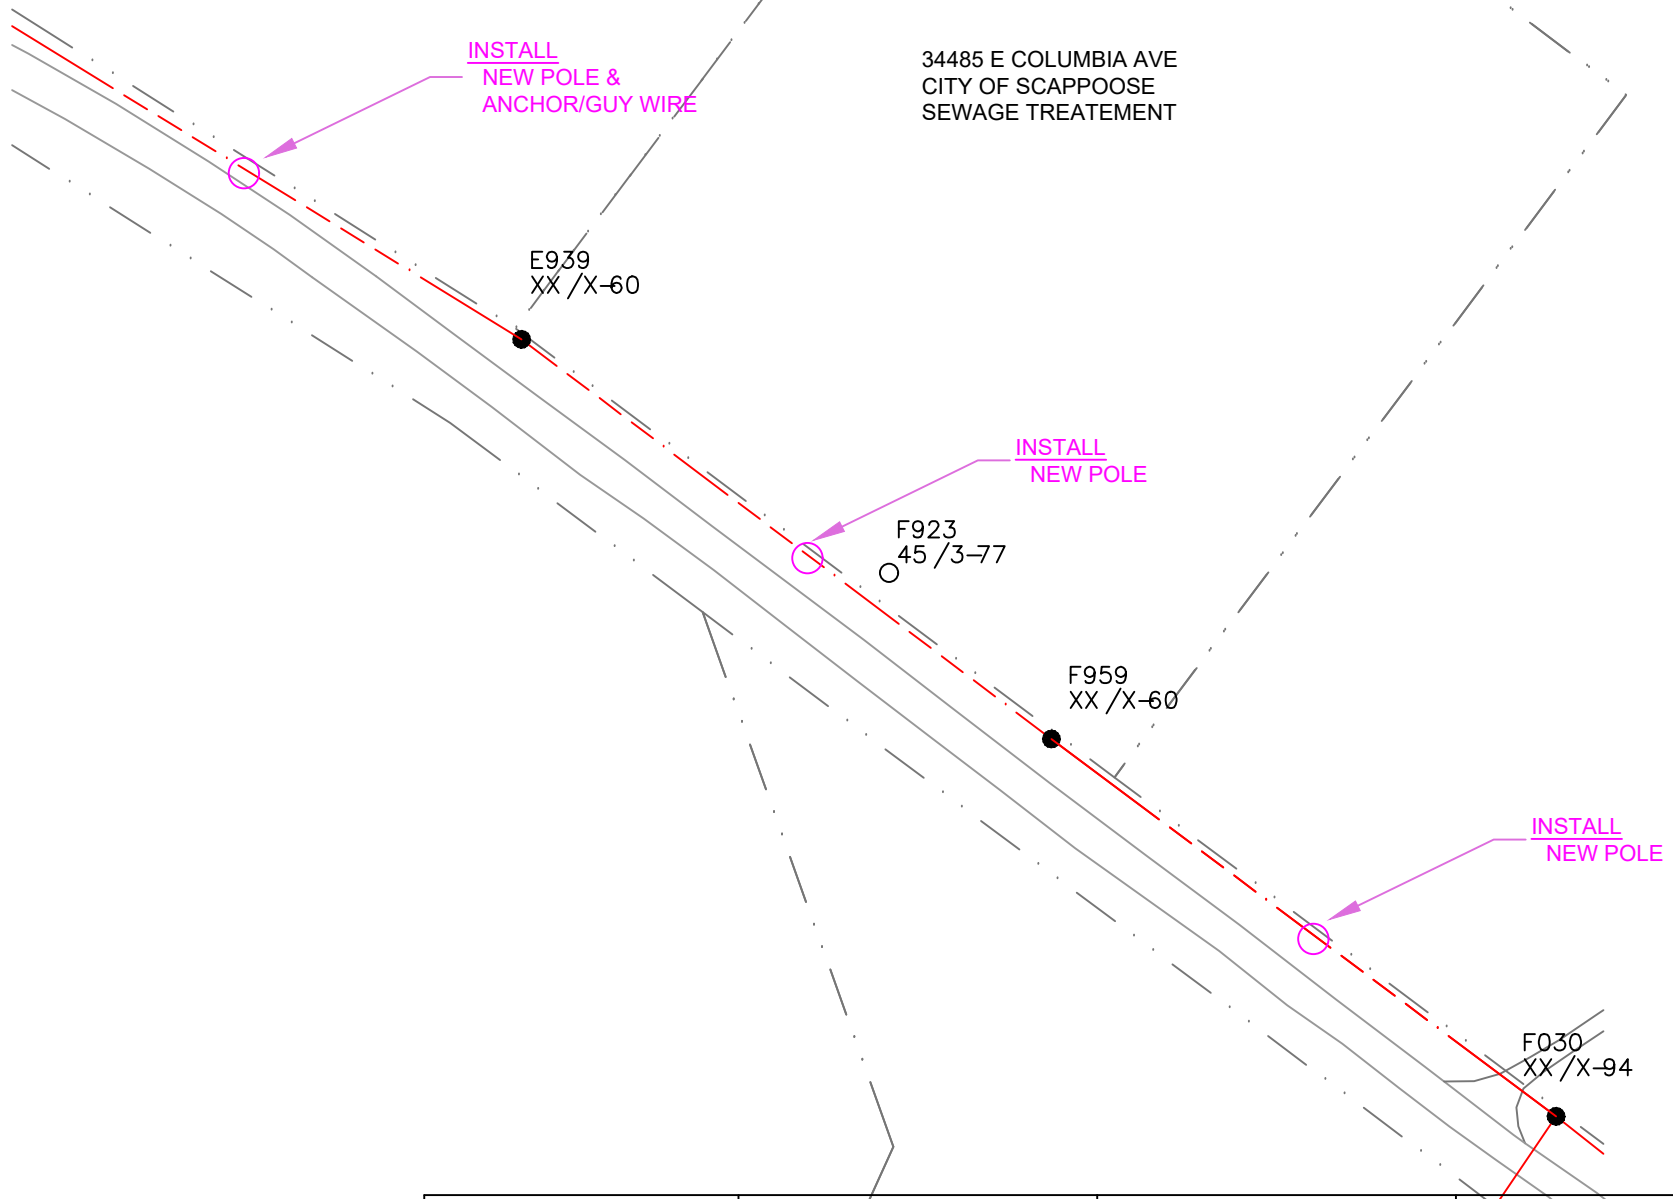 INSTALL
NEW POLE &
ANCHOR/GUY WIRE
34485 E COLUMBIA AVE
CITY OF SCAPPOOSE
SEWAGE TREATEMENT
E939
XX /X-60
INSTALL
NEW POLE
F923
45 /3-77
F959
XX /X-60
INSTALL
NEW POLE
F030
XX /X-94